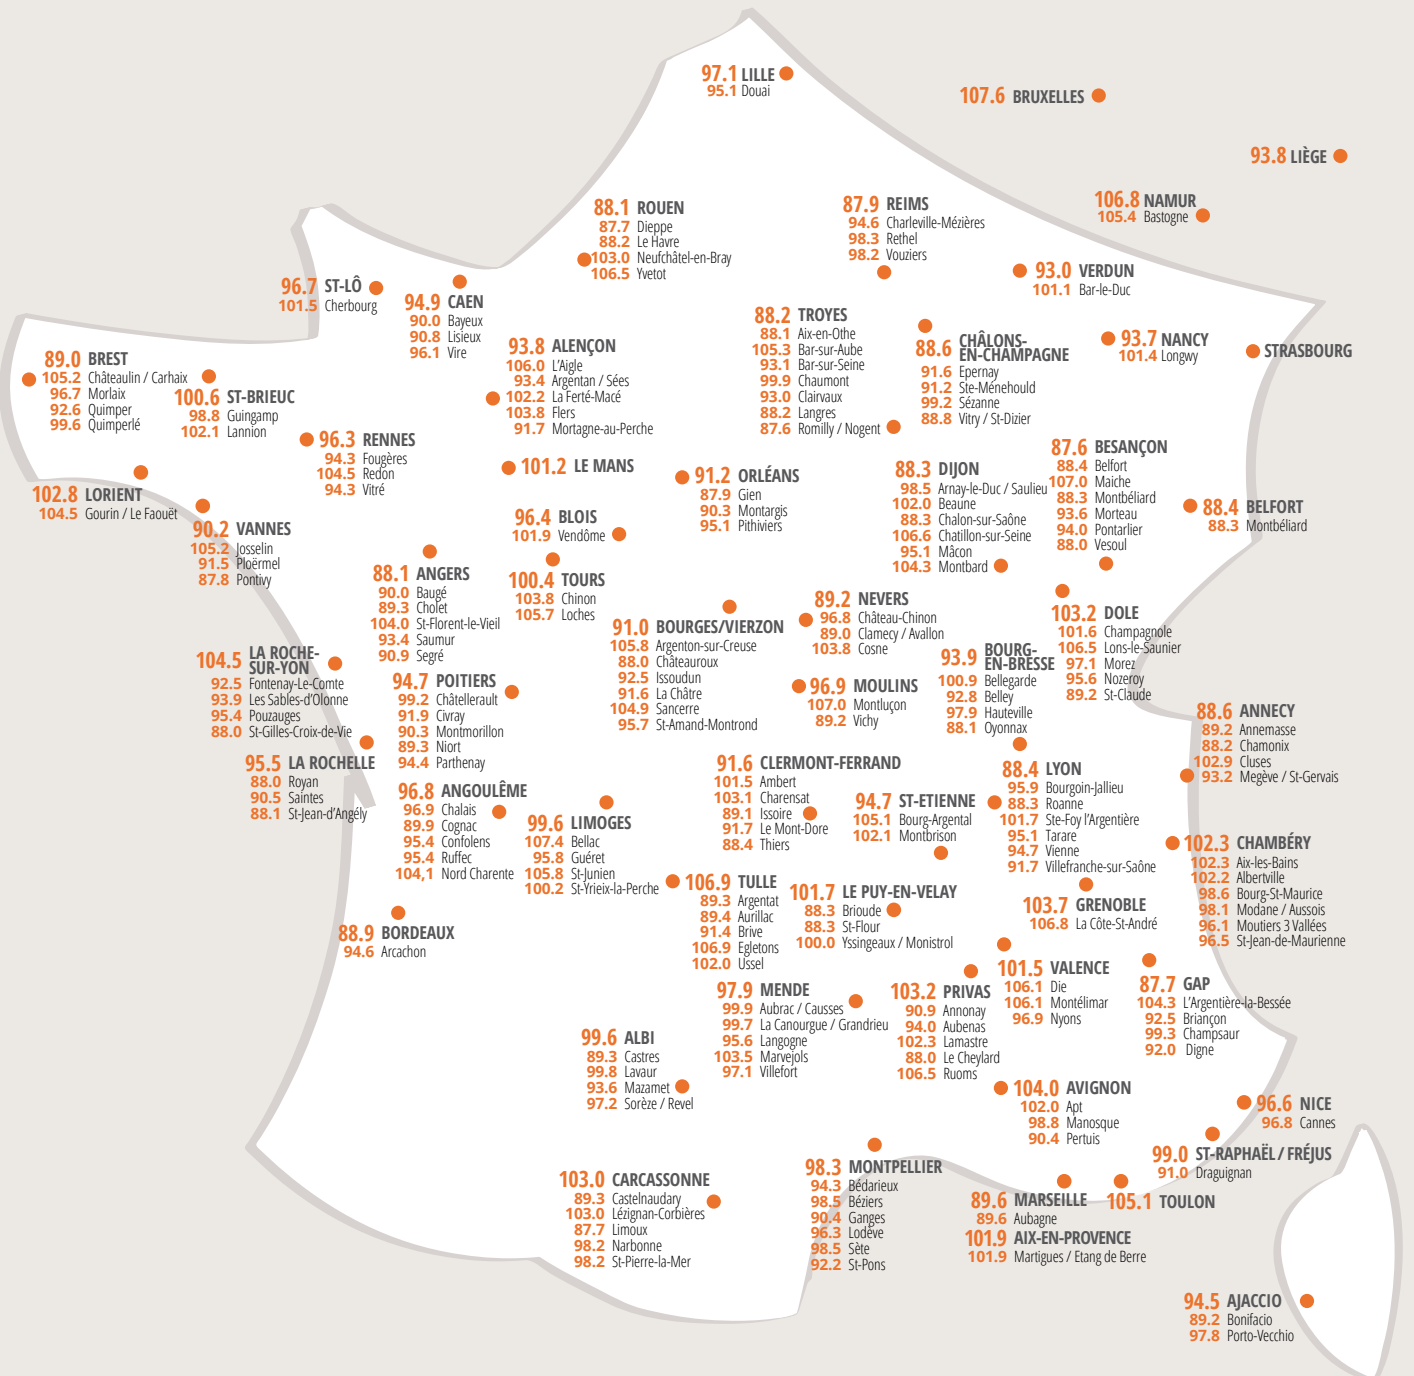 97.1 LILLE
95.1 Douai
107.6 BRUXELLES
93.8 LIÈGE
106.8 NAMUR
105.4 Bastogne
88.1 ROUEN
87.7 Dieppe
88.2 Le Havre
103.0 Neufchâtel-en-Bray
106.5 Yvetot
87.9 REIMS
94.6 Charleville-Mézières
98.3 Rethel
98.2 Vouziers
93.0 VERDUN
101.1 Bar-le-Duc
96.7 ST-LÔ
101.5 Cherbourg
94.9 CAEN
90.0 Bayeux
90.8 Lisieux
96.1 Vire
88.2 TROYES
88.1 Aix-en-Othe
105.3 Bar-sur-Aube
93.1 Bar-sur-Seine
99.9 Chaumont
93.0 Clairvaux
88.2 Langres
87.6 Romilly / Nogent
88.6 CHÂLONS-
EN-CHAMPAGNE
91.6 Epernay
91.2 Ste-Ménehould
99.2 Sézanne
88.8 Vitry / St-Dizier
93.7 NANCY
101.4 Longwy
STRASBOURG
89.0 BREST
105.2 Châteaulin / Carhaix
96.7 Morlaix
92.6 Quimper
99.6 Quimperlé
100.6 ST-BRIEUC
98.8 Guingamp
102.1 Lannion
93.8 ALENÇON
106.0 L'Aigle
93.4 Argentan / Sées
102.2 La Ferté-Macé
103.8 Flers
91.7 Mortagne-au-Perche
96.3 RENNES
94.3 Fougères
104.5 Redon
94.3 Vitré
101.2 LE MANS
91.2 ORLÉANS
87.9 Gien
90.3 Montargis
95.1 Pithiviers
88.3 DIJON
98.5 Arnay-le-Duc / Saulieu
102.0 Beaune
88.3 Chalon-sur-Saône
106.6 Chatillon-sur-Seine
95.1 Mâcon
104.3 Montbard
87.6 BESANÇON
88.4 Belfort
107.0 Maiche
88.3 Montbéliard
93.6 Morteau
94.0 Pontarlier
88.0 Vesoul
88.4 BELFORT
88.3 Montbéliard
102.8 LORIENT
104.5 Gourin / Le Faouët
90.2 VANNES
105.2 Josselin
91.5 Ploërmel
87.8 Pontivy
96.4 BLOIS
101.9 Vendôme
88.1 ANGERS
90.0 Baugé
89.3 Cholet
104.0 St-Florent-le-Vieil
93.4 Saumur
90.9 Segré
100.4 TOURS
103.8 Chinon
105.7 Loches
91.0 BOURGES/VIERZON
105.8 Argenton-sur-Creuse
88.0 Châteauroux
92.5 Issoudun
91.6 La Châtre
104.9 Sancerre
95.7 St-Amand-Montrond
89.2 NEVERS
96.8 Château-Chinon
89.0 Clamecy / Avallon
103.8 Cosne
93.9 BOURG-
EN-BRESSE
100.9 Bellegarde
92.8 Belley
97.9 Hauteville
88.1 Oyonnax
103.2 DOLE
101.6 Champagnole
106.5 Lons-le-Saunier
97.1 Morez
95.6 Nozeroy
89.2 St-Claude
104.5 LA ROCHE-
SUR-YON
92.5 Fontenay-Le-Comte
93.9 Les Sables-d'Olonne
95.4 Pouzauges
88.0 St-Gilles-Croix-de-Vie
94.7 POITIERS
99.2 Châtellerault
91.9 Civray
90.3 Montmorillon
89.3 Niort
94.4 Parthenay
96.9 MOULINS
107.0 Montluçon
89.2 Vichy
88.6 ANNECY
89.2 Annemasse
88.2 Chamonix
102.9 Cluses
93.2 Megève / St-Gervais
95.5 LA ROCHELLE
88.0 Royan
90.5 Saintes
88.1 St-Jean-d'Angély
96.8 ANGOULÊME
96.9 Chalais
89.9 Cognac
95.4 Confolens
95.4 Ruffec
104,1 Nord Charente
99.6 LIMOGES
107.4 Bellac
95.8 Guéret
105.8 St-Junien
100.2 St-Yrieix-la-Perche
91.6 CLERMONT-FERRAND
101.5 Ambert
103.1 Charensat
89.1 Issoire
91.7 Le Mont-Dore
88.4 Thiers
94.7 ST-ETIENNE
105.1 Bourg-Argental
102.1 Montbrison
88.4 LYON
95.9 Bourgoin-Jallieu
88.3 Roanne
101.7 Ste-Foy l'Argentière
95.1 Tarare
94.7 Vienne
91.7 Villefranche-sur-Saône
102.3 CHAMBÉRY
102.3 Aix-les-Bains
102.2 Albertville
98.6 Bourg-St-Maurice
98.1 Modane / Aussois
96.1 Moutiers 3 Vallées
96.5 St-Jean-de-Maurienne
106.9 TULLE
89.3 Argentat
89.4 Aurillac
91.4 Brive
106.9 Egletons
102.0 Ussel
101.7 LE PUY-EN-VELAY
88.3 Brioude
88.3 St-Flour
100.0 Yssingeaux / Monistrol
103.7 GRENOBLE
106.8 La Côte-St-André
88.9 BORDEAUX
94.6 Arcachon
101.5 VALENCE
106.1 Die
106.1 Montélimar
96.9 Nyons
87.7 GAP
104.3 L'Argentière-la-Bessée
92.5 Briançon
99.3 Champsaur
92.0 Digne
97.9 MENDE
99.9 Aubrac / Causses
99.7 La Canourgue / Grandrieu
95.6 Langogne
103.5 Marvejols
97.1 Villefort
103.2 PRIVAS
90.9 Annonay
94.0 Aubenas
102.3 Lamastre
88.0 Le Cheylard
106.5 Ruoms
99.6 ALBI
89.3 Castres
99.8 Lavaur
93.6 Mazamet
97.2 Sorèze / Revel
104.0 AVIGNON
102.0 Apt
98.8 Manosque
90.4 Pertuis
96.6 NICE
96.8 Cannes
99.0 ST-RAPHAËL / FRÉJUS
91.0 Draguignan
103.0 CARCASSONNE
89.3 Castelnaudary
103.0 Lézignan-Corbières
87.7 Limoux
98.2 Narbonne
98.2 St-Pierre-la-Mer
98.3 MONTPELLIER
94.3 Bédarieux
98.5 Béziers
90.4 Ganges
96.3 Lodève
98.5 Sète
92.2 St-Pons
89.6 MARSEILLE
89.6 Aubagne
105.1 TOULON
101.9 AIX-EN-PROVENCE
101.9 Martigues / Etang de Berre
94.5 AJACCIO
89.2 Bonifacio
97.8 Porto-Vecchio